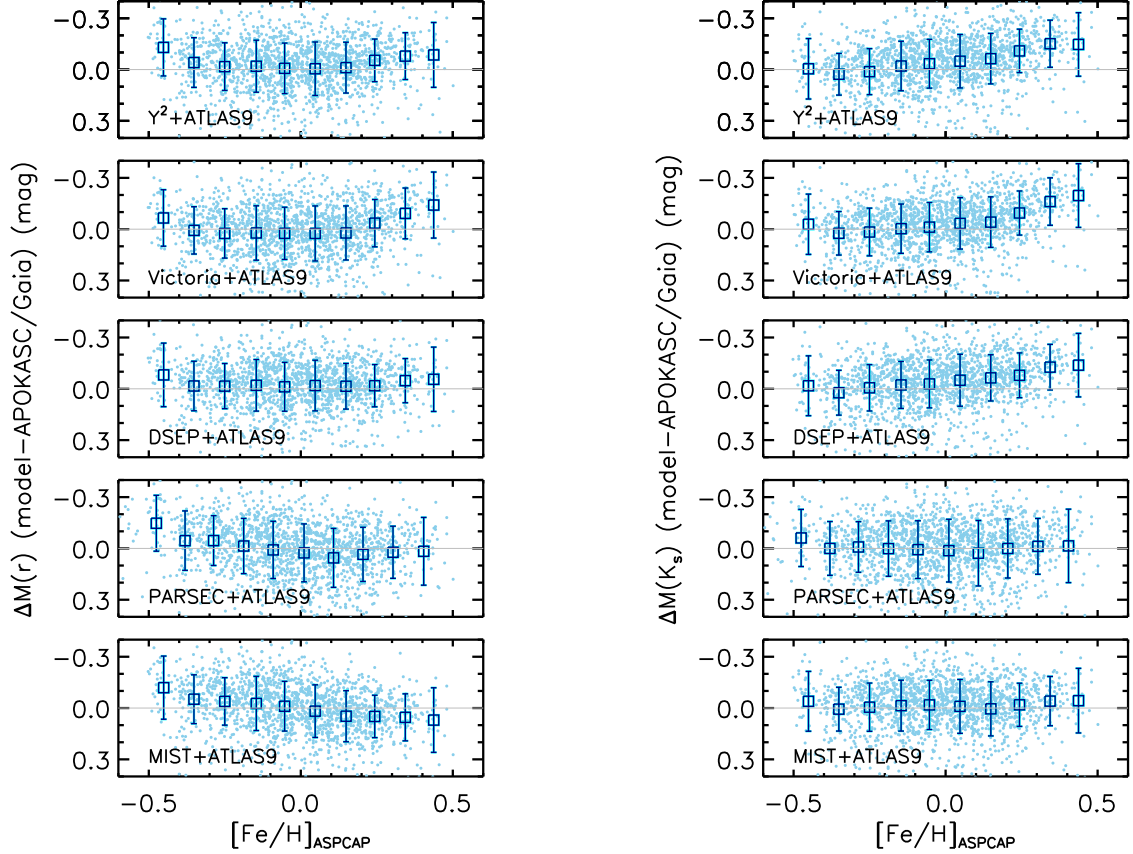 ΔM(r) (model−APOKASC/Gaia) (mag)
−0.3
0.0
0.3
Y²+ATLAS9
−0.3
0.0
0.3
Victoria+ATLAS9
−0.3
0.0
0.3
DSEP+ATLAS9
−0.3
0.0
0.3
PARSEC+ATLAS9
−0.3
0.0
0.3
MIST+ATLAS9
−0.5 0.0 0.5
[Fe/H]ASPCAP
ΔM(Ks) (model−APOKASC/Gaia) (mag)
−0.3
0.0
0.3
Y²+ATLAS9
−0.3
0.0
0.3
Victoria+ATLAS9
−0.3
0.0
0.3
DSEP+ATLAS9
−0.3
0.0
0.3
PARSEC+ATLAS9
−0.3
0.0
0.3
MIST+ATLAS9
−0.5 0.0 0.5
[Fe/H]ASPCAP